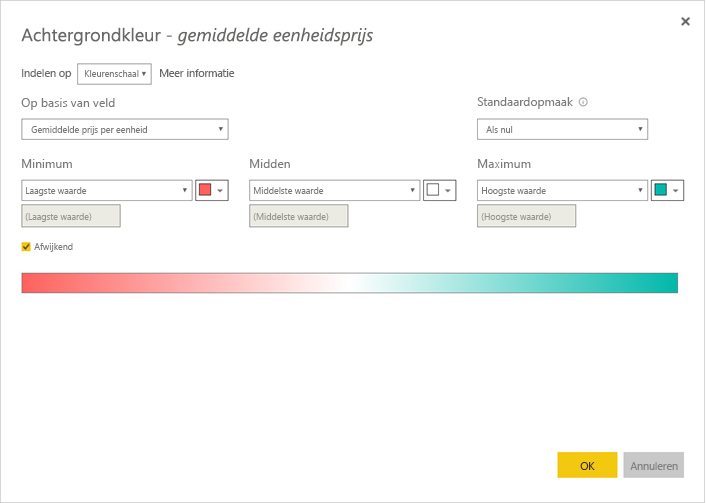 Achtergrondkleur - gemiddelde eenheidsprijs
Indelen op Kleurenschaal Meer informatie
Op basis van veld Standaardopmaak
Gemiddelde prijs per eenheid Als nul
Minimum Midden Maximum
Laagste waarde Middelste waarde Hoogste waarde
(Laagste waarde) (Middelste waarde) (Hoogste waarde)
Afwijkend
OK Annuleren